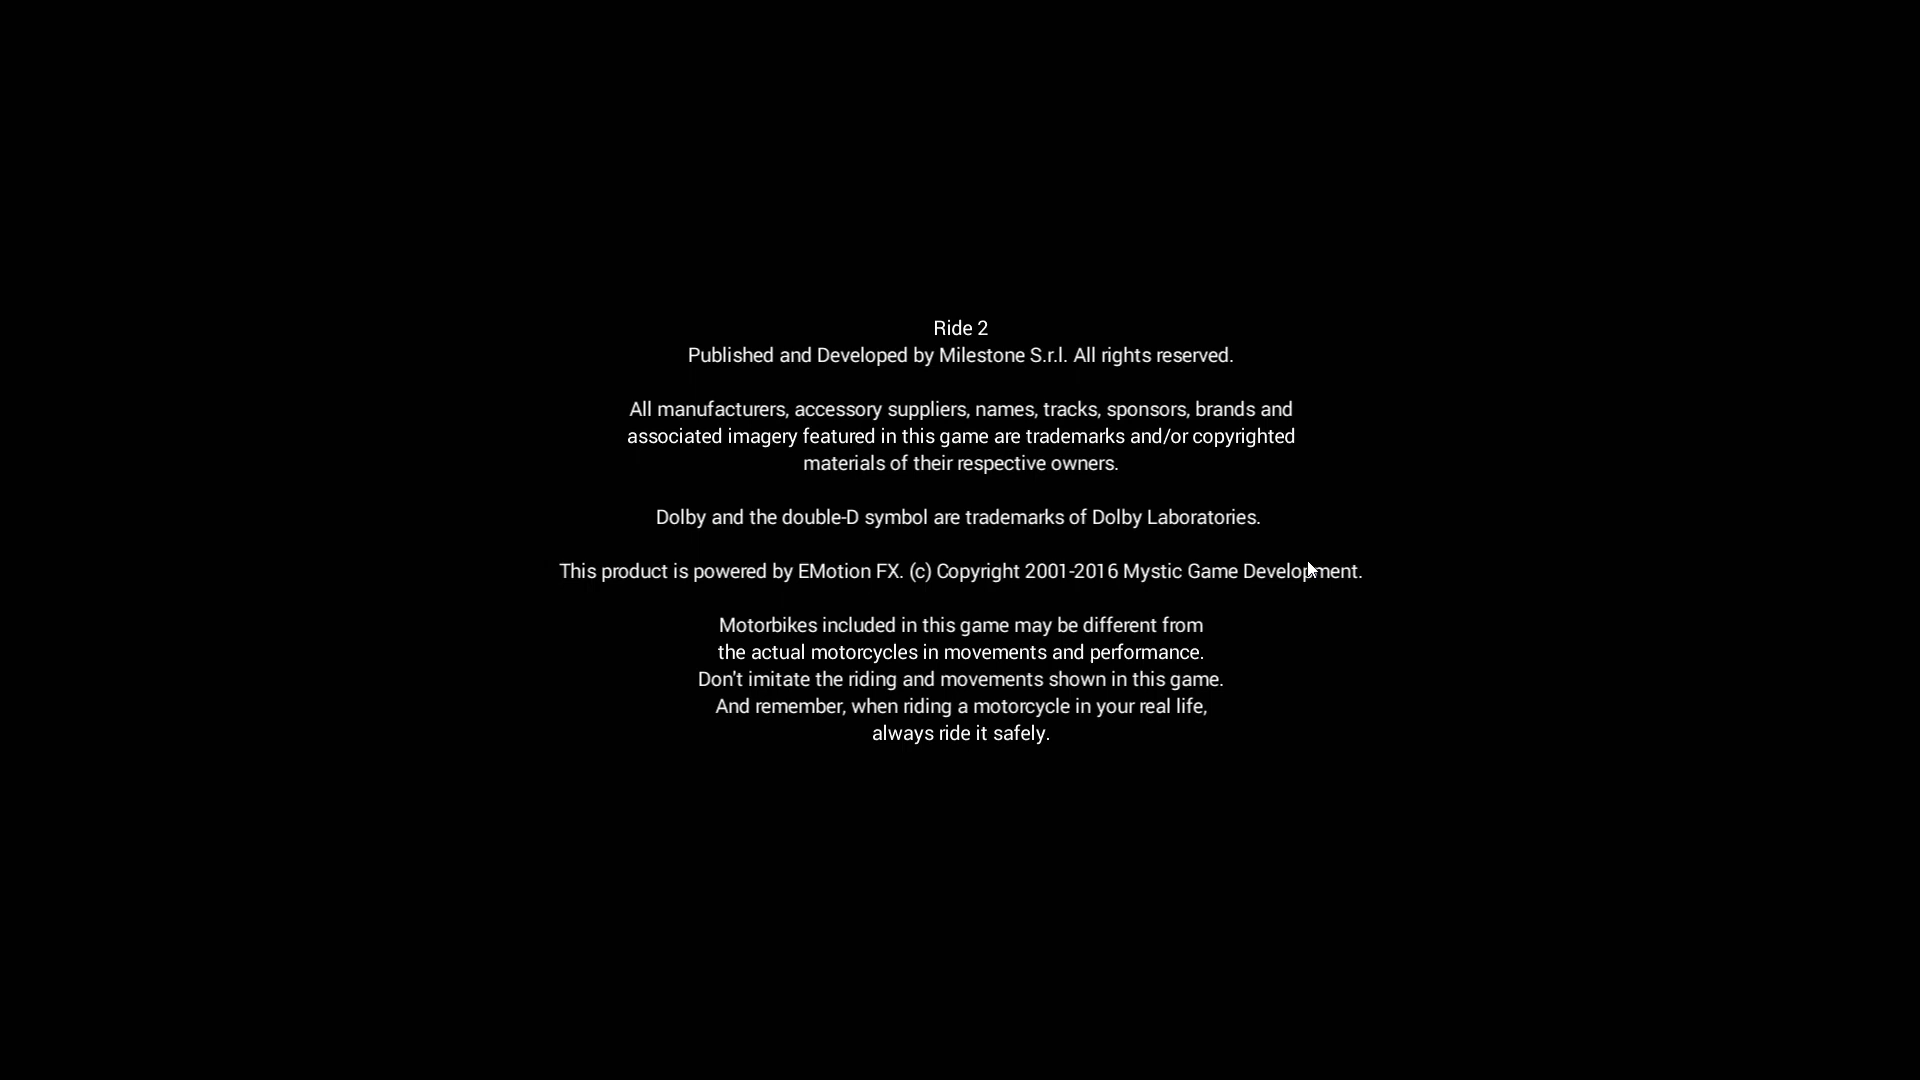 Ride 2
Published and Developed by Milestone S.r.l. All rights reserved.
All manufacturers, accessory suppliers, names, tracks, sponsors, brands and
associated imagery featured in this game are trademarks and/or copyrighted
materials of their respective owners.
Dolby and the double-D symbol are trademarks of Dolby Laboratories.
This product is powered by EMotion FX. (c) Copyright 2001-2016 Mystic Game Development.
Motorbikes included in this game may be different from
the actual motorcycles in movements and performance.
Don't imitate the riding and movements shown in this game.
And remember, when riding a motorcycle in your real life,
always ride it safely.